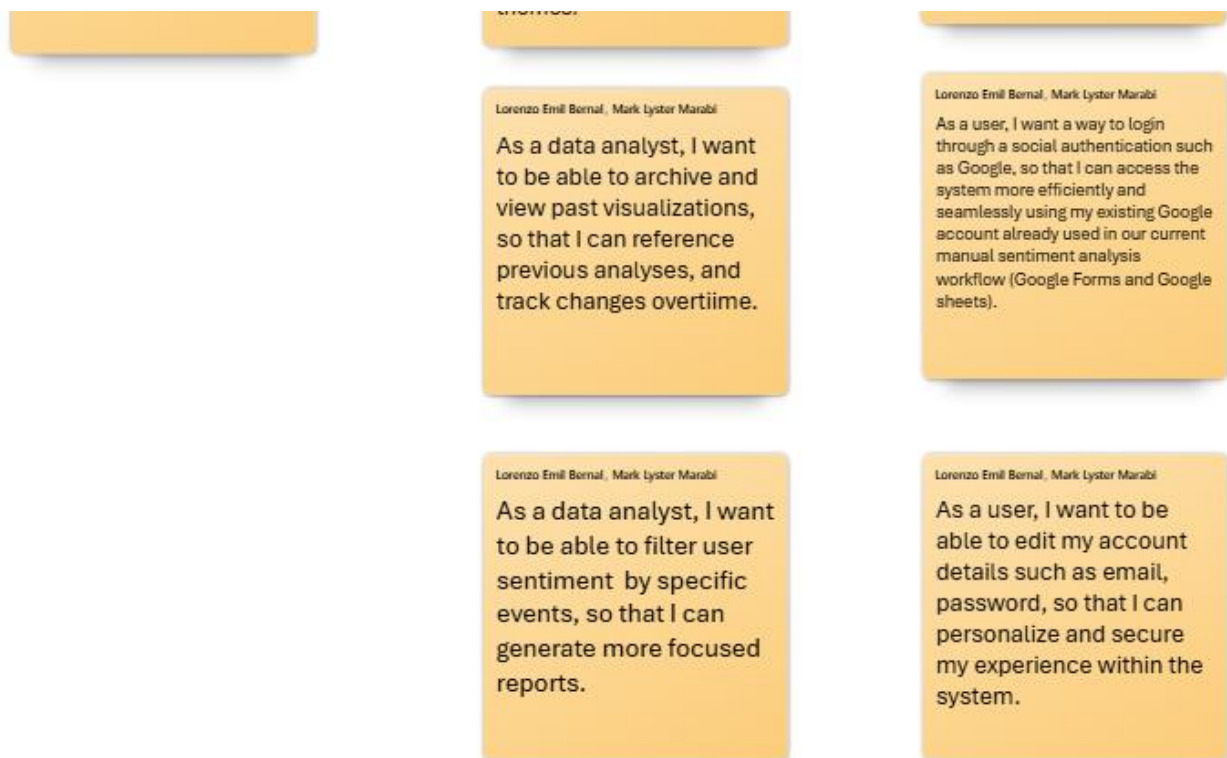 themes.
Lorenzo Emil Bernal, Mark Lyster Marabi
As a data analyst, I want
to be able to archive and
view past visualizations,
so that I can reference
previous analyses, and
track changes overtiime.
Lorenzo Emil Bernal, Mark Lyster Marabi
As a user, I want a way to login
through a social authentication such
as Google, so that I can access the
system more efficiently and
seamlessly using my existing Google
account already used in our current
manual sentiment analysis
workflow (Google Forms and Google
sheets).
Lorenzo Emil Bernal, Mark Lyster Marabi
As a data analyst, I want
to be able to filter user
sentiment by specific
events, so that I can
generate more focused
reports.
Lorenzo Emil Bernal, Mark Lyster Marabi
As a user, I want to be
able to edit my account
details such as email,
password, so that I can
personalize and secure
my experience within the
system.